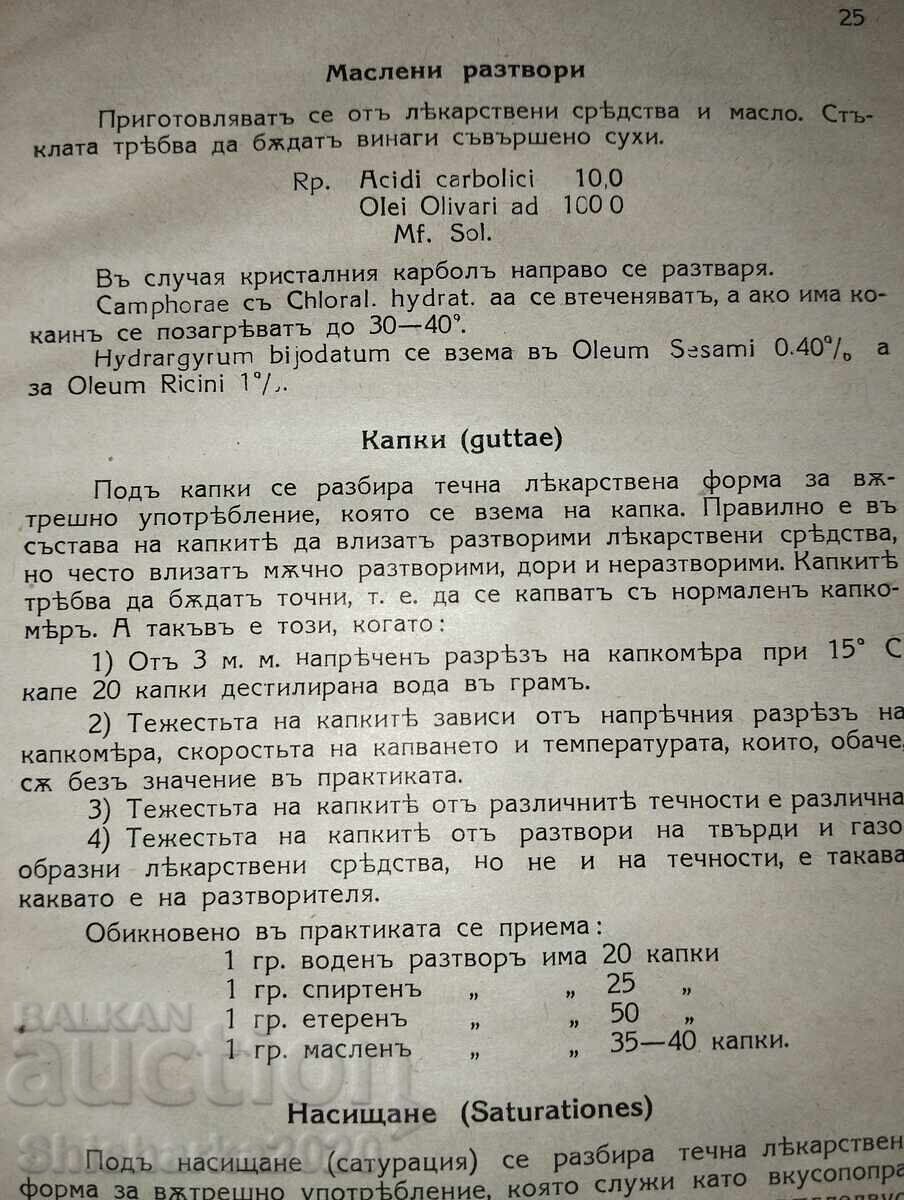 25
Маслени разтвори
Приготовляватъ се отъ лѣкарствени срѣдства и масло. Стъ-
клата трѣбва да бѫдатъ винаги съвършено сухи.
Rp. Acidi carbolici 10,0
Olei Olivari ad 100 0
Mf. Sol.
Въ случая кристалния карболъ направо се разтваря.
Camphorae съ Chloral. hydrat. aa се втеченяватъ, а ако има ко-
каинъ се позагрѣватъ до 30—40°.
Hydrargyrum bijodatum се взема въ Oleum Sesami 0.40% а
за Oleum Ricini 1%.
Капки (guttae)
Подъ капки се разбира течна лѣкарствена форма за вѫ-
трешно употрѣбление, която се взема на капка. Правилно е въ
състава на капкитѣ да влизатъ разтворими лѣкарствени срѣдства,
но често влизатъ мѫчно разтворими, дори и неразтворими. Капкитѣ
трѣбва да бѫдатъ точни, т. е. да се капватъ съ нормаленъ капко-
мѣръ. А такъвъ е този, когато:
1) Отъ 3 м. м. напрѣченъ разрѣзъ на капкомѣра при 15° С
капе 20 капки дестилирана вода въ грамъ.
2) Тежестьта на капкитѣ зависи отъ напрѣчния разрѣзъ на
капкомѣра, скоростьта на капването и температурата, които, обаче,
сѫ безъ значение въ практиката.
3) Тежестьта на капкитѣ отъ различнитѣ течности е различна
4) Тежестьта на капкитѣ отъ разтвори на твърди и газо
образни лѣкарствени срѣдства, но не и на течности, е такава
каквато е на разтворителя.
Обикновено въ практиката се приема:
1 гр. воденъ разтворъ има 20 капки
1 гр. спиртенъ „ „ 25 „
1 гр. етеренъ „ „ 50 „
1 гр. масленъ „ „ 35—40 капки.
BALKAN
auction
Насищане (Saturationes)
Подъ насищане (сатурация) се разбира течна лѣкарствен
форма за вѫтрешно употрѣбление, която служи като вкусопопра